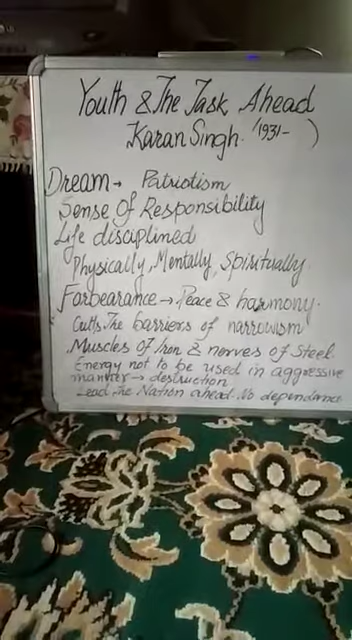 Youth & The Task Ahead
Karan Singh. (1931- )
Dream → Patriotism
Sense Of Responsibility
Life disciplined
Physically, Mentally, Spiritually.
Forbearance → Peace & harmony.
Cutts The barriers of narrowism
Muscles of Iron & nerves of Steel.
Energy not to be used in aggressive
manner → destruction
Lead The Nation ahead. No dependance